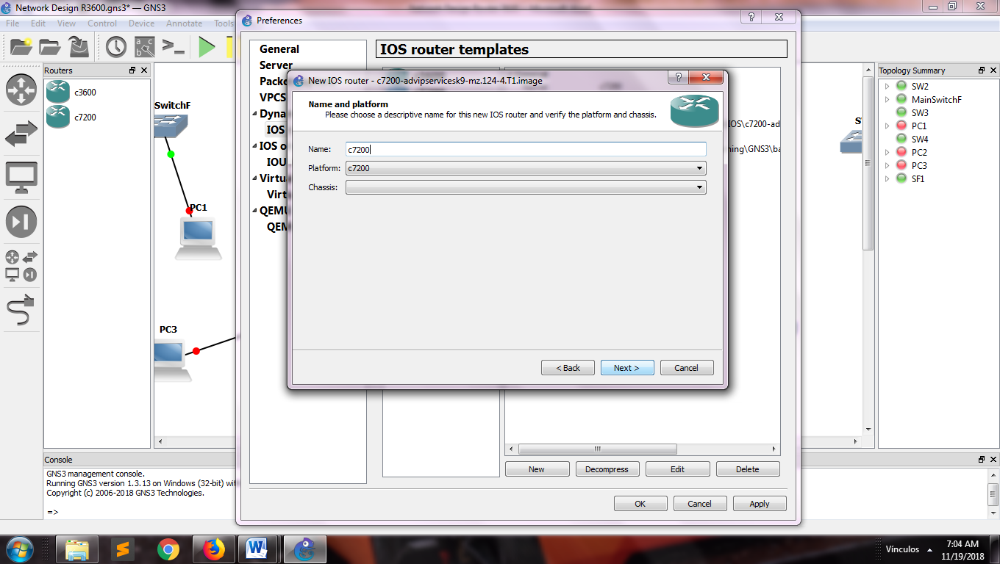 Network Design R3600.gns3* — GNS3
File Edit View Control Device Annotate Tools
Routers
c3600
c7200
SwitchF
PC1
PC3
Preferences
General
Server
Packe
VPCS
Dyna
IOS
IOS o
IOU
Virtu
Virt
QEMU
QEM
IOS router templates
IOS\c7200-ad
ning\GNS3\ba
New IOS router - c7200-advipservicesk9-mz.124-4.T1.image
Name and platform
Please choose a descriptive name for this new IOS router and verify the platform and chassis.
Name: c7200
Platform: c7200
Chassis:
< Back Next > Cancel
New Decompress Edit Delete
OK Cancel Apply
S
Topology Summary
SW2
MainSwitchF
SW3
PC1
SW4
PC2
PC3
SF1
Console
GNS3 management console.
Running GNS3 version 1.3.13 on Windows (32-bit) wit
Copyright (c) 2006-2018 GNS3 Technologies.
=>
Vínculos
7:04 AM
11/19/2018